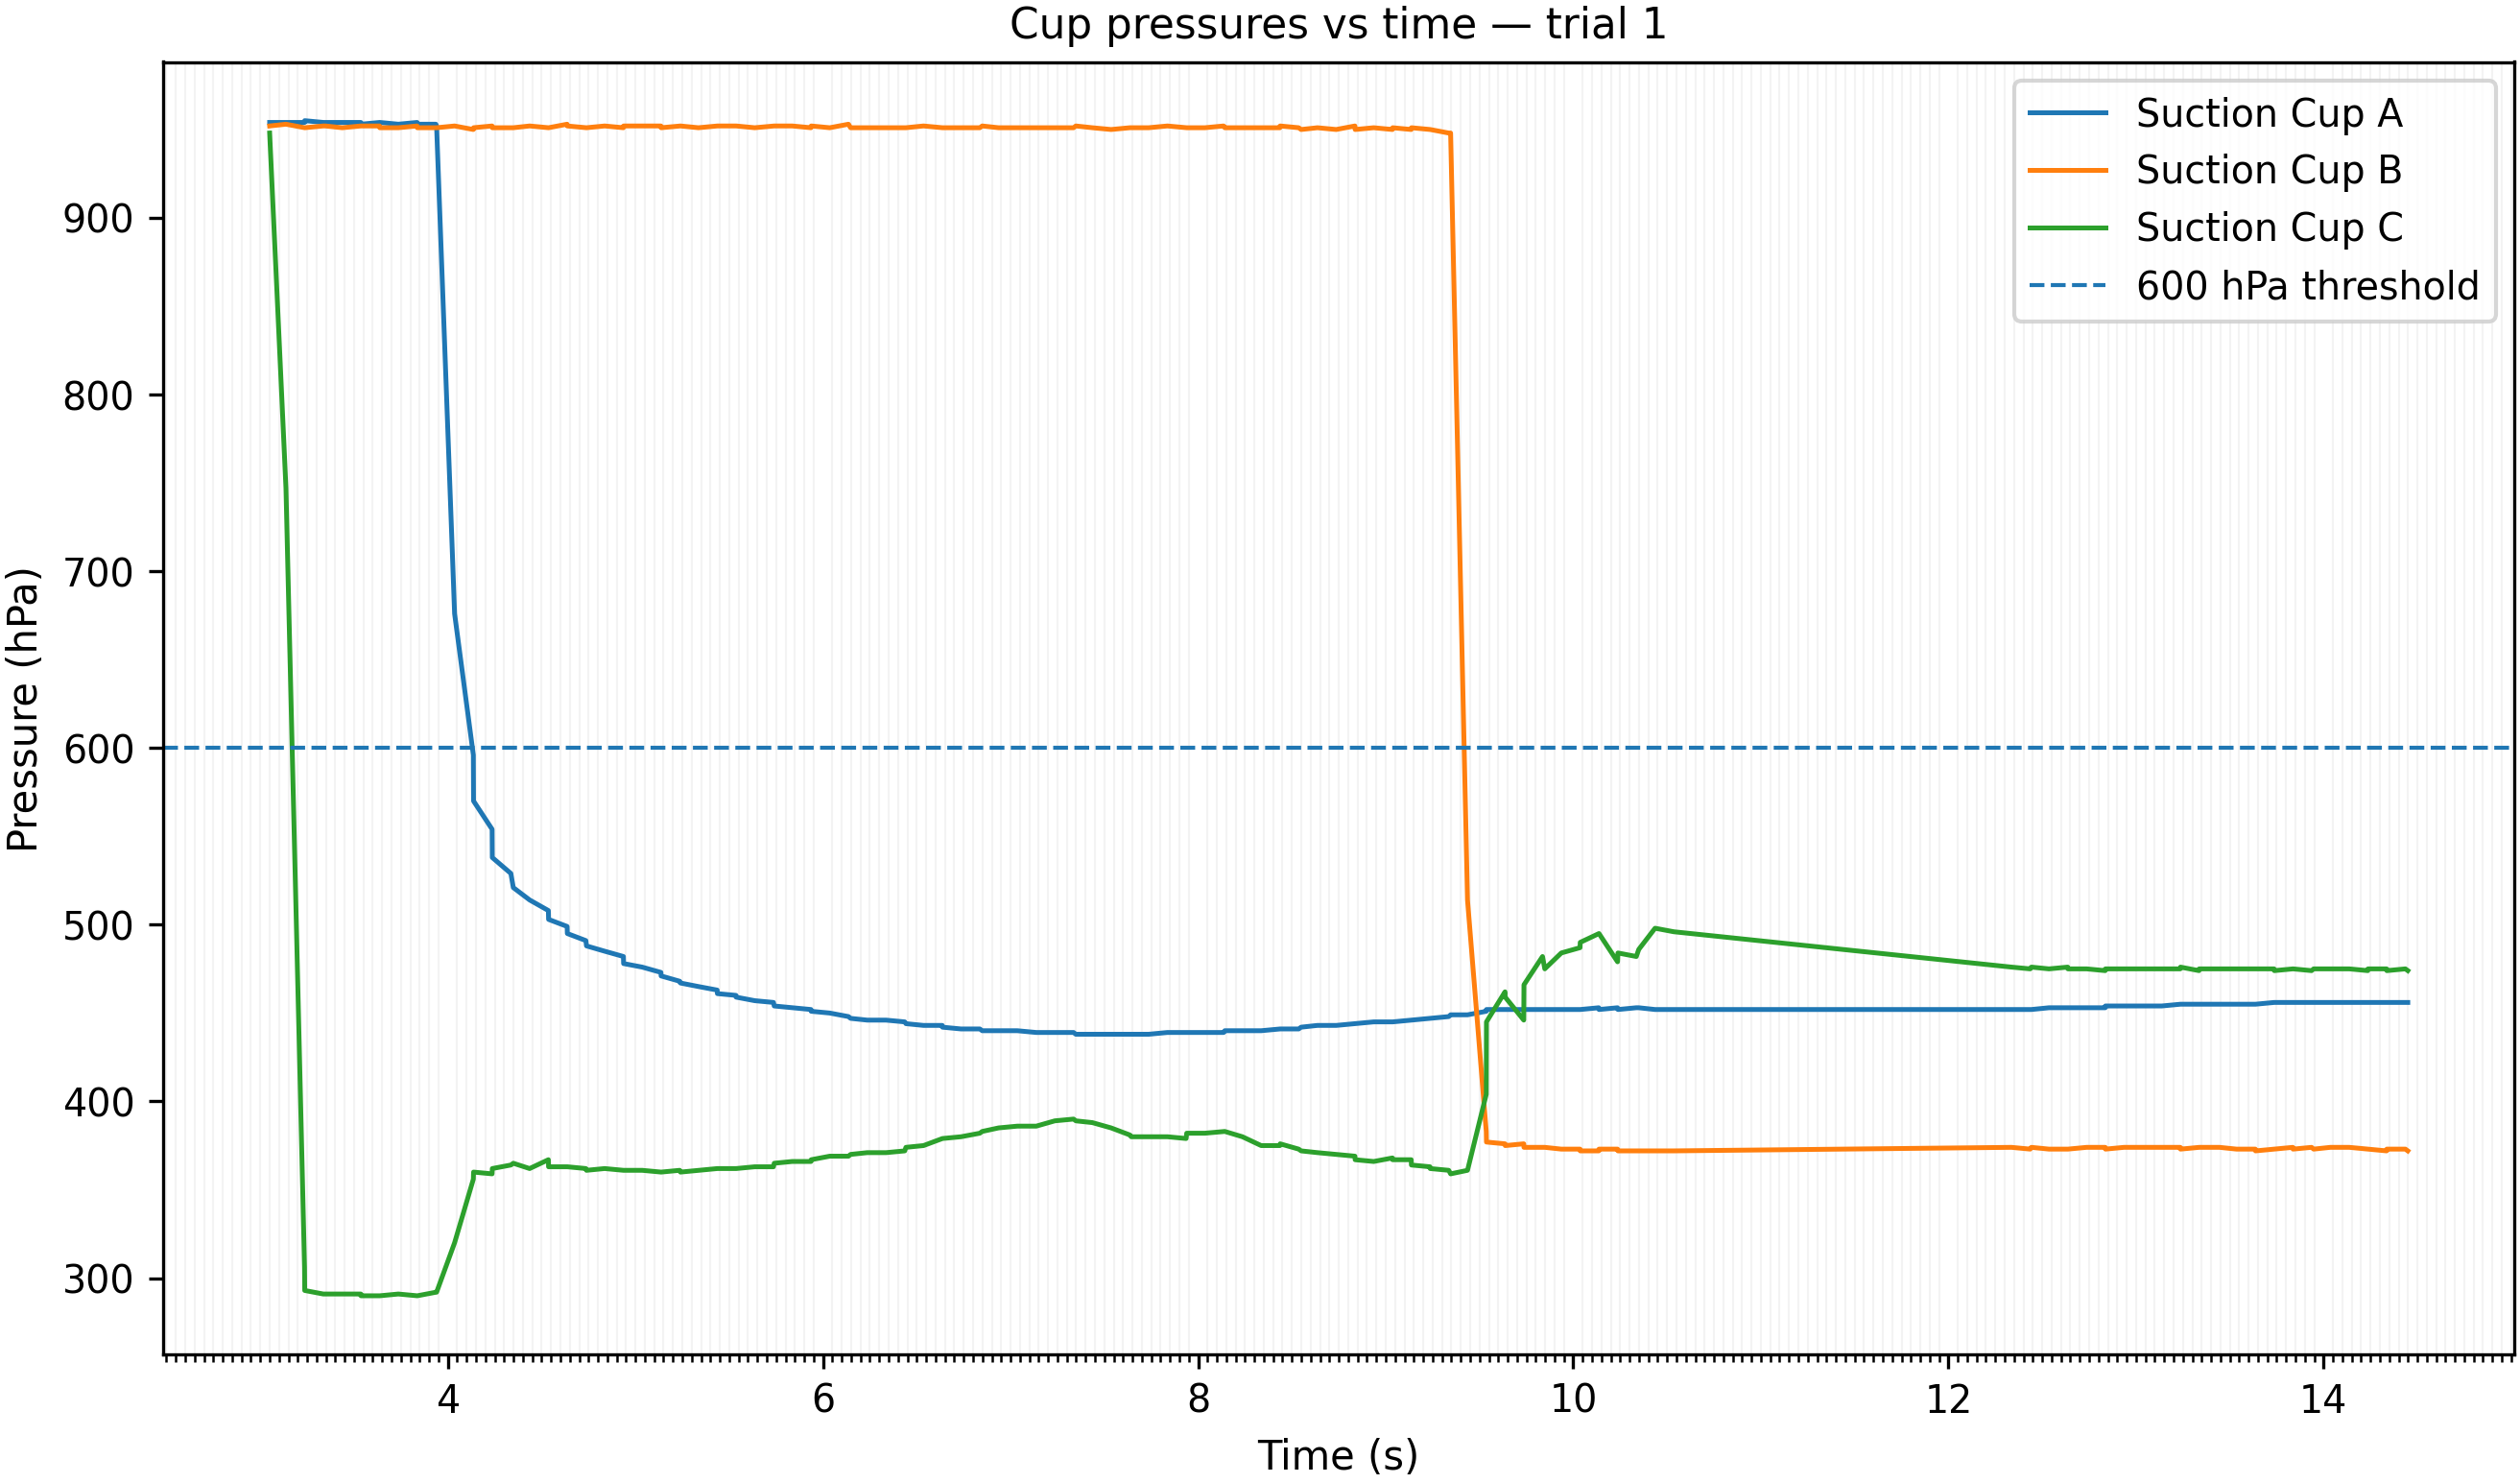 Cup pressures vs time — trial 1
Suction Cup A
Suction Cup B
Suction Cup C
600 hPa threshold
Pressure (hPa)
900
800
700
600
500
400
300
4 6 8 10 12 14
Time (s)